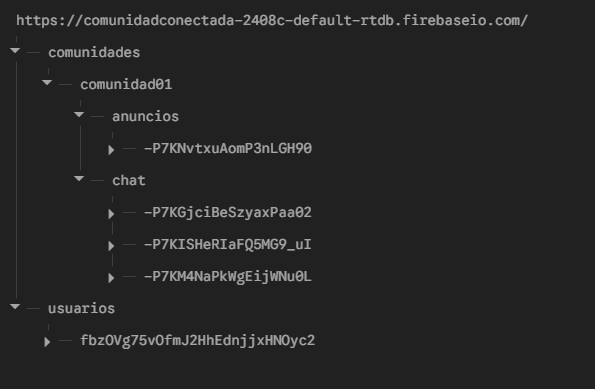 https://comunidadconectada-2408c-default-rtdb.firebaseio.com/
comunidades
comunidad01
anuncios
-P7KNvtxuAomP3nLGH90
chat
-P7KGjciBeSzyaxPaa02
-P7KISHeRIaFQ5MG9_uI
-P7KM4NaPkWgEijWNu0L
usuarios
fbzOVg75vOfmJ2HhEdnjjxHNOyc2